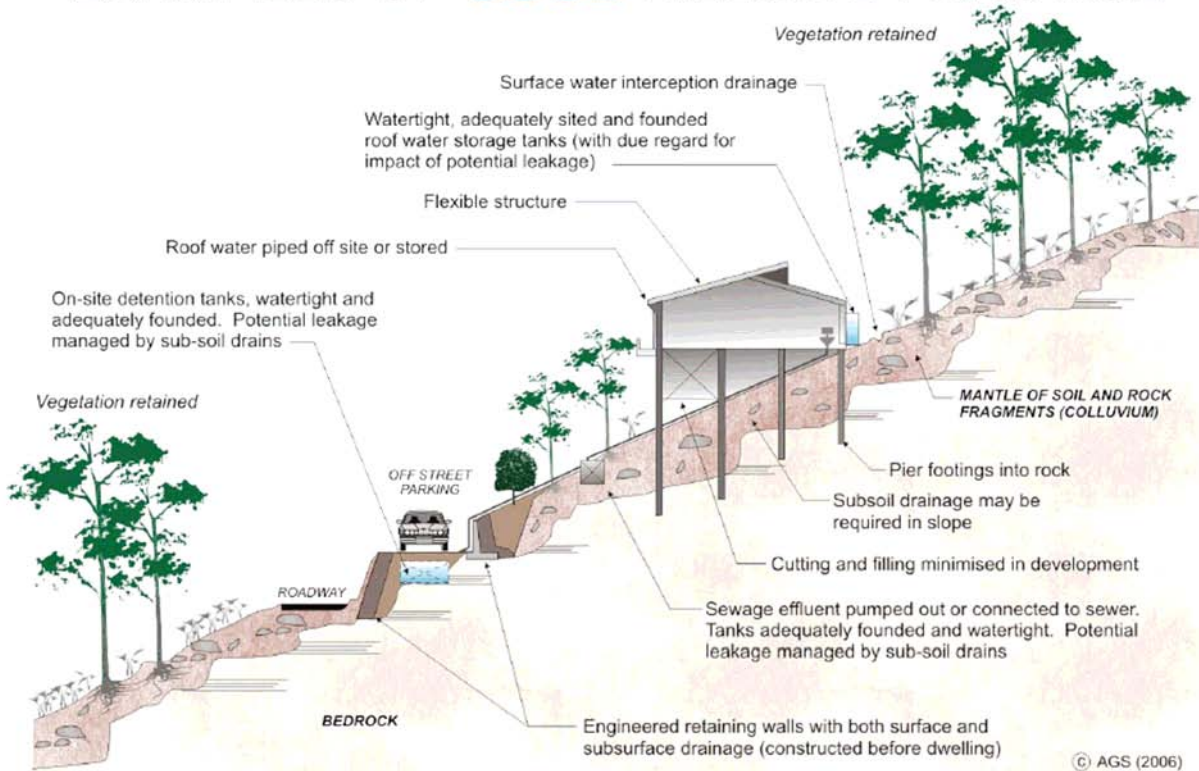 Vegetation retained
Surface water interception drainage
Watertight, adequately sited and founded
roof water storage tanks (with due regard for
impact of potential leakage)
Flexible structure
Roof water piped off site or stored
On-site detention tanks, watertight and
adequately founded. Potential leakage
managed by sub-soil drains
Vegetation retained
MANTLE OF SOIL AND ROCK
FRAGMENTS (COLLUVIUM)
OFF STREET
PARKING
Pier footings into rock
Subsoil drainage may be
required in slope
Cutting and filling minimised in development
ROADWAY
Sewage effluent pumped out or connected to sewer.
Tanks adequately founded and watertight. Potential
leakage managed by sub-soil drains
BEDROCK
Engineered retaining walls with both surface and
subsurface drainage (constructed before dwelling)
© AGS (2006)